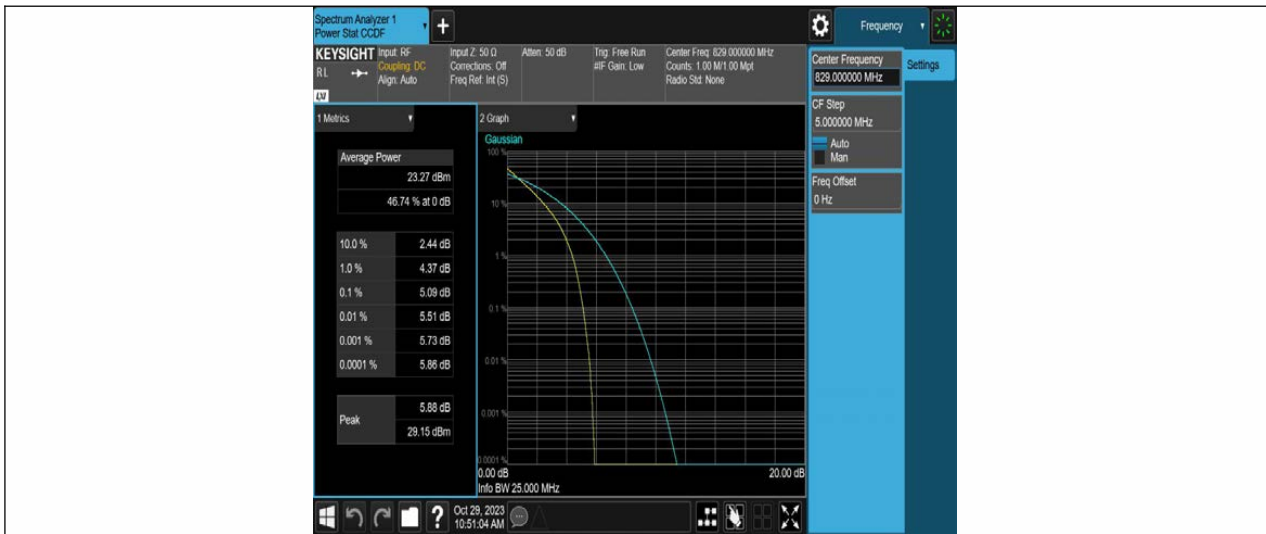 Spectrum Analyzer 1
Power Stat CCDF
Frequency
KEYSIGHT
RL
LXI
Input: RF
Coupling: DC
Align: Auto
Input Z: 50 Ω
Corrections: Off
Freq Ref: Int (S)
Atten: 50 dB
Trig: Free Run
#IF Gain: Low
Center Freq: 829.000000 MHz
Counts: 1.00 M/1.00 Mpt
Radio Std: None
Center Frequency
829.000000 MHz
Settings
CF Step
5.000000 MHz
Auto
Man
Freq Offset
0 Hz
1 Metrics
Average Power
23.27 dBm
46.74 % at 0 dB
10.0 % 2.44 dB
1.0 % 4.37 dB
0.1 % 5.09 dB
0.01 % 5.51 dB
0.001 % 5.73 dB
0.0001 % 5.86 dB
Peak
5.88 dB
29.15 dBm
2 Graph
Gaussian
100 %
10 %
1 %
0.1 %
0.01 %
0.001 %
0.0001 %
0.00 dB 20.00 dB
Info BW 25.000 MHz
?
Oct 29, 2023
10:51:04 AM